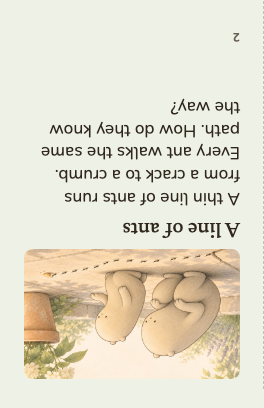 A line of ants
A thin line of ants runs
from a crack to a crumb.
Every ant walks the same
path. How do they know
the way?
2